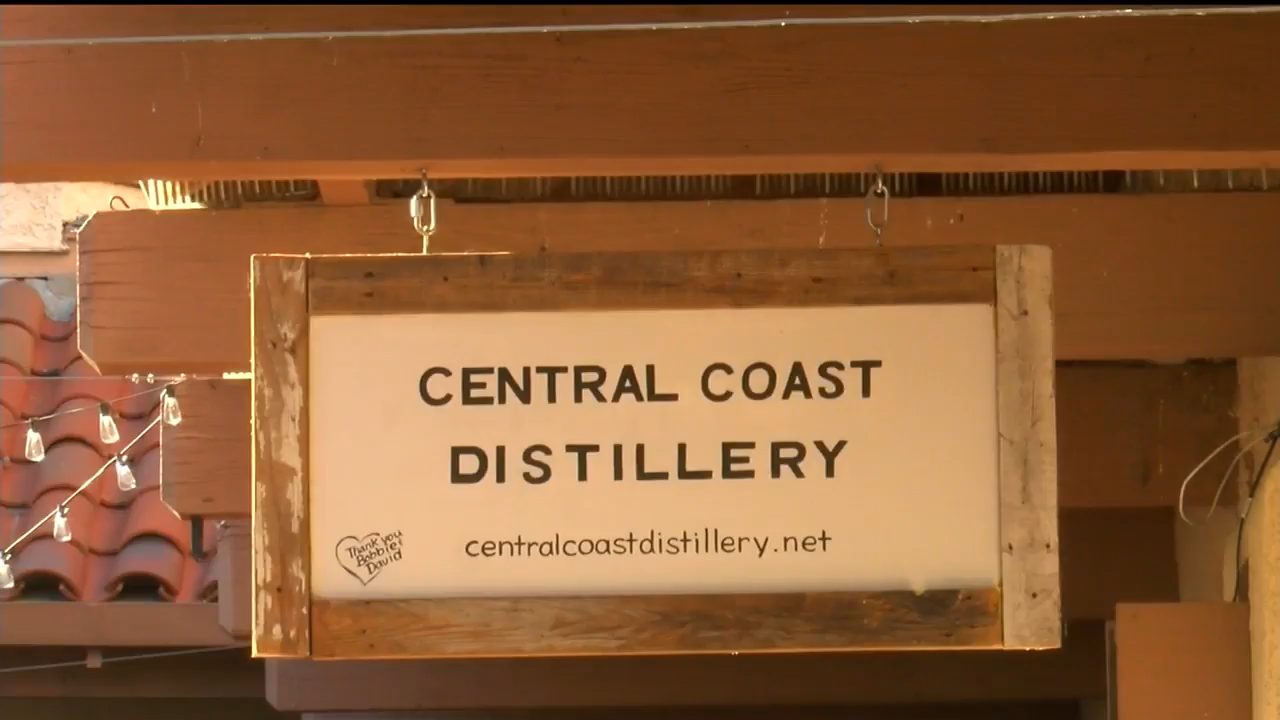 CENTRAL COAST
DISTILLERY
centralcoastdistillery.net
Thank you
Bobbie!
David